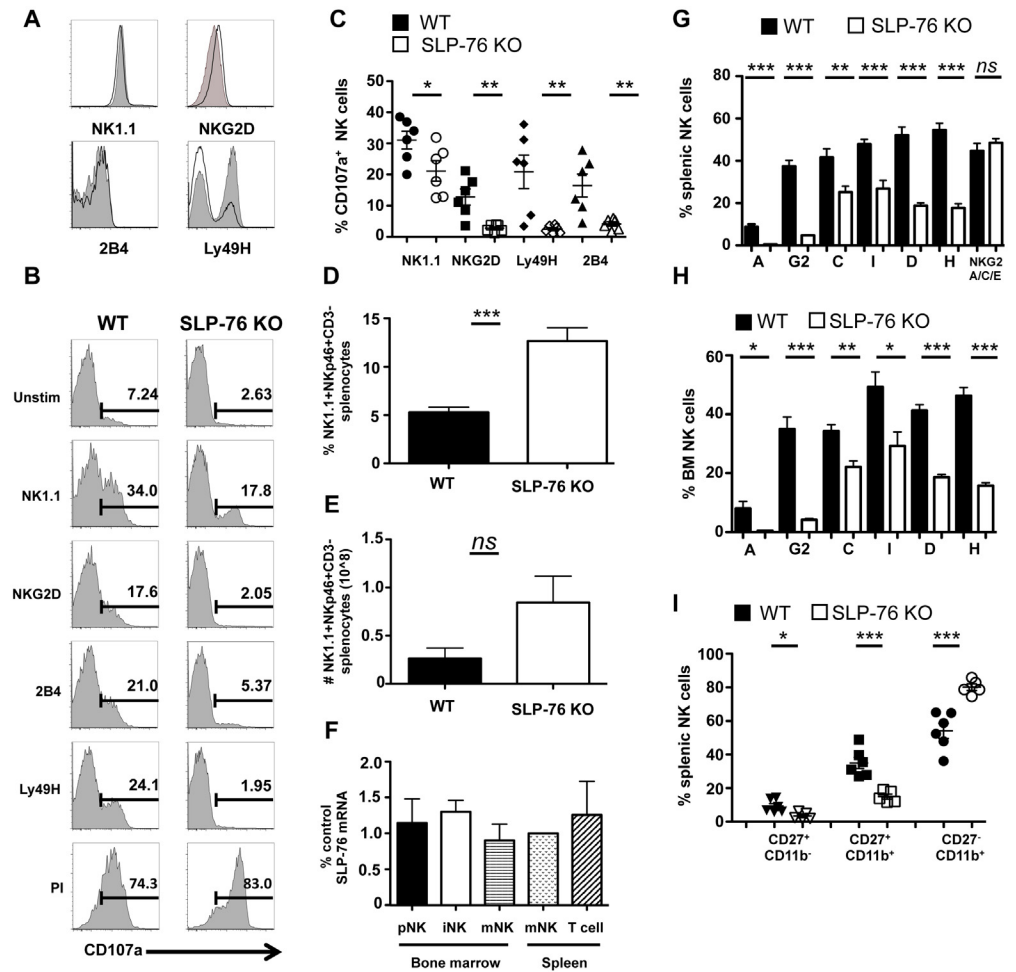 A
NK1.1
NKG2D
2B4
Ly49H
B
WT
SLP-76 KO
Unstim
7.24
2.63
NK1.1
34.0
17.8
NKG2D
17.6
2.05
2B4
21.0
5.37
Ly49H
24.1
1.95
PI
74.3
83.0
CD107a
C
WT
SLP-76 KO
% CD107a+ NK cells
50
40
30
20
10
0
*
**
**
**
NK1.1
NKG2D
Ly49H
2B4
D
% NK1.1+NKp46+CD3-
splenocytes
15
10
5
0
***
WT
SLP-76 KO
E
# NK1.1+NKp46+CD3-
splenocytes (10^8)
1.5
1.0
0.5
0.0
ns
WT
SLP-76 KO
F
% control
SLP-76 mRNA
2.0
1.5
1.0
0.5
0.0
pNK
iNK
mNK
mNK
T cell
Bone marrow
Spleen
G
WT
SLP-76 KO
% splenic NK cells
80
60
40
20
0
***
***
**
***
***
***
ns
A
G2
C
I
D
H
NKG2
A/C/E
H
WT
SLP-76 KO
% BM NK cells
60
40
20
0
*
***
**
*
***
***
A
G2
C
I
D
H
I
WT
SLP-76 KO
% splenic NK cells
100
80
60
40
20
0
*
***
***
CD27+
CD11b-
CD27+
CD11b+
CD27-
CD11b+